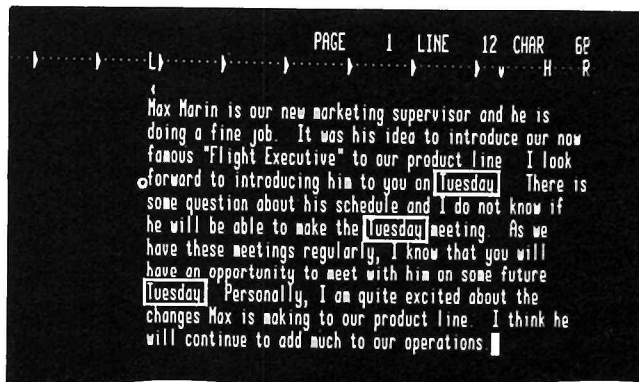 PAGE 1 LINE 12 CHAR 68
L H R
Max Marin is our new marketing supervisor and he is
doing a fine job. It was his idea to introduce our now
famous "Flight Executive" to our product line I look
forward to introducing him to you on Tuesday There is
some question about his schedule and I do not know if
he will be able to make the Tuesday meeting. As we
have these meetings regularly, I know that you will
have an opportunity to meet with him on some future
Tuesday Personally, I am quite excited about the
changes Max is making to our product line. I think he
will continue to add much to our operations.